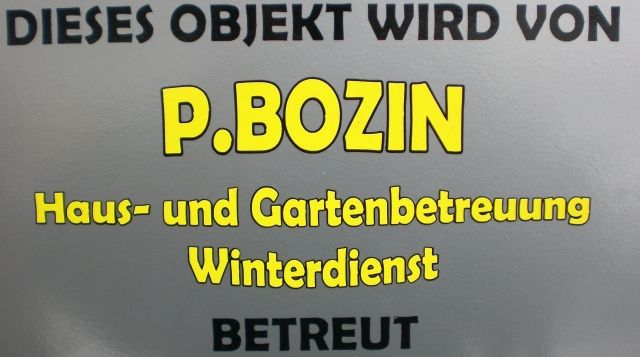 DIESES OBJEKT WIRD VON
P.BOZIN
Haus- und Gartenbetreuung
Winterdienst
BETREUT